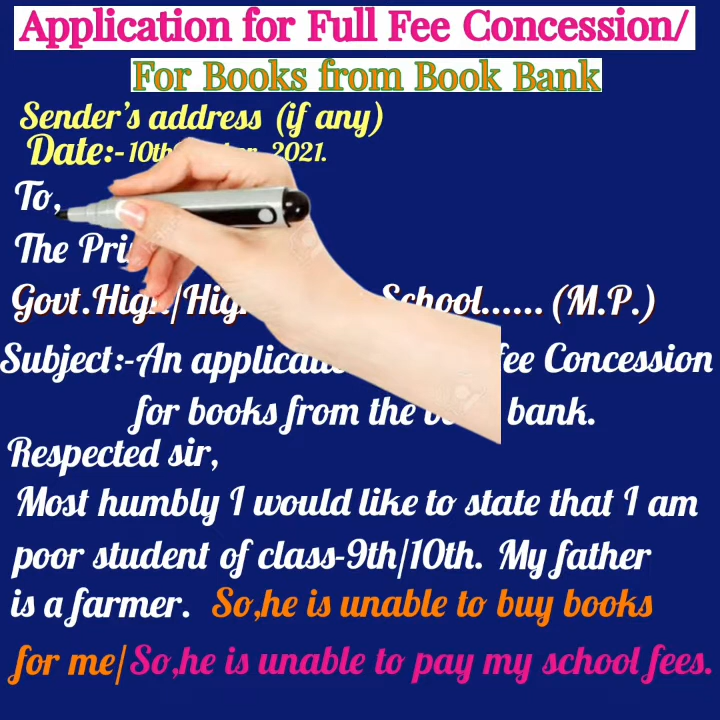 Application for Full Fee Concession/
For Books from Book Bank
Sender's address (if any)
Date:-10th 2021.
To,
The
Govt.High/ School...... (M.P.)
Subject:-An fee Concession
for books from the bank.
Respected sir,
Most humbly I would like to state that I am
poor student of class-9th/10th. My father
is a farmer. So,he is unable to buy books
for me/So,he is unable to pay my school fees.